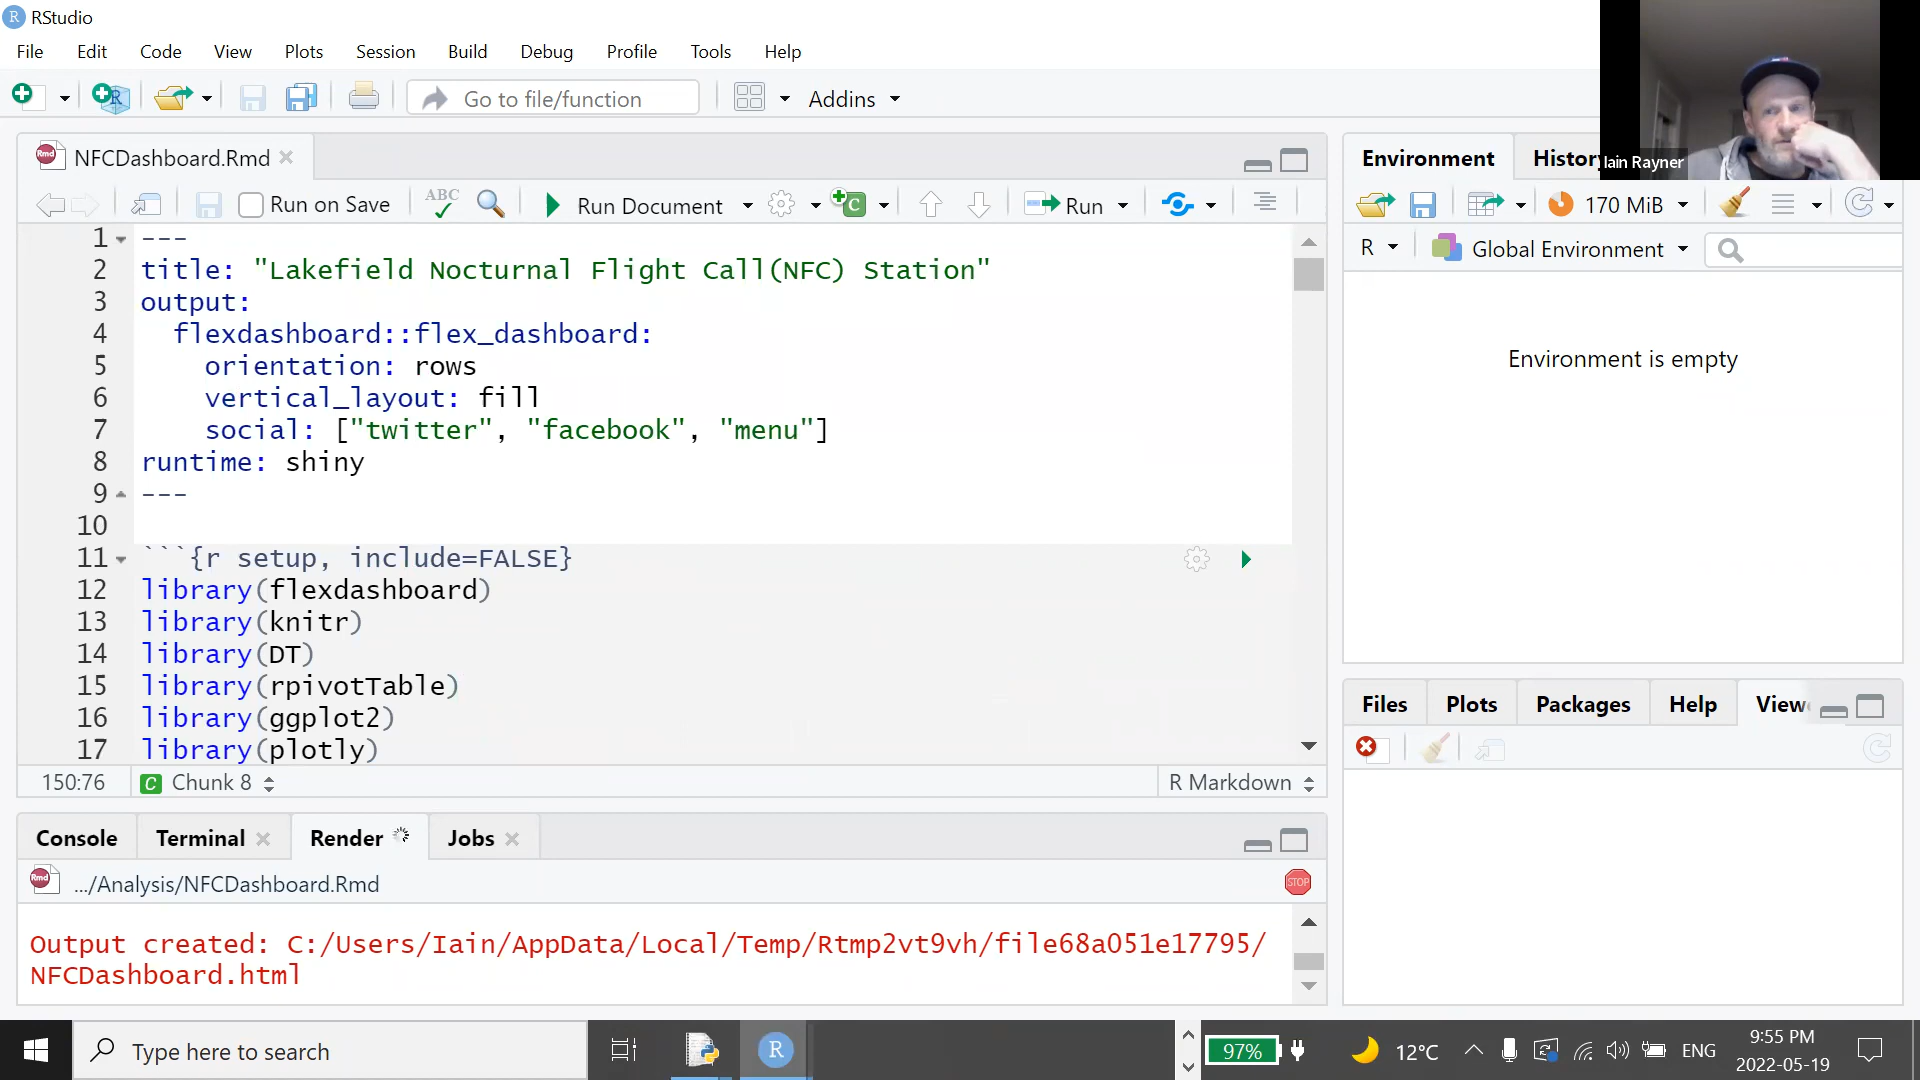 RStudio
File Edit Code View Plots Session Build Debug Profile Tools Help
Go to file/function Addins
NFCDashboard.Rmd
Run on Save ABC Run Document Run
1 ---
2 title: "Lakefield Nocturnal Flight Call(NFC) Station"
3 output:
4 flexdashboard::flex_dashboard:
5 orientation: rows
6 vertical_layout: fill
7 social: ["twitter", "facebook", "menu"]
8 runtime: shiny
9 ---
10
11 ```{r setup, include=FALSE}
12 library(flexdashboard)
13 library(knitr)
14 library(DT)
15 library(rpivotTable)
16 library(ggplot2)
17 library(plotly)
150:76 C Chunk 8 R Markdown
Console Terminal Render Jobs
Rmd .../Analysis/NFCDashboard.Rmd STOP
Output created: C:/Users/Iain/AppData/Local/Temp/Rtmp2vt9vh/file68a051e17795/
NFCDashboard.html
Iain Rayner
Environment History
170 MiB
R Global Environment
Environment is empty
Files Plots Packages Help View
Type here to search
97% 12°C ENG 9:55 PM
2022-05-19